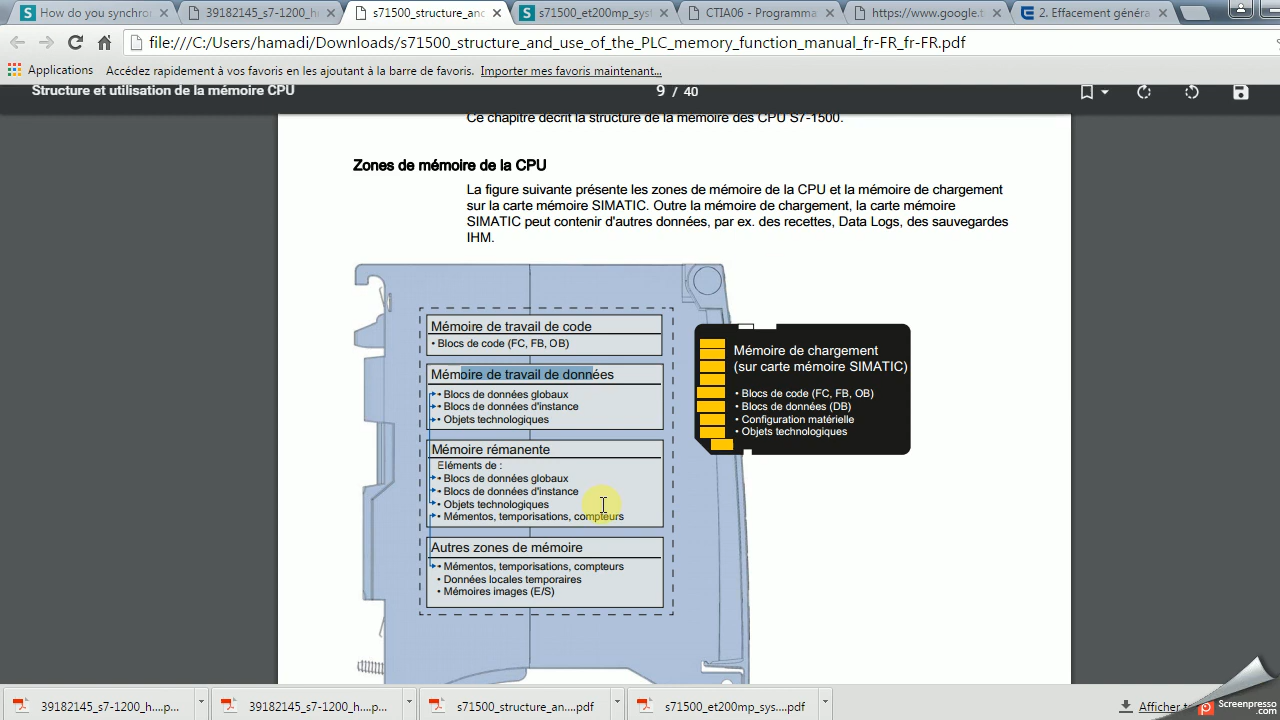 How do you synchron
39182145_s7-1200_h
s71500_structure_anc
s71500_et200mp_sys
CTIA06 - Programma
https://www.google.t
2. Effacement généra
file:///C:/Users/hamadi/Downloads/s71500_structure_and_use_of_the_PLC_memory_function_manual_fr-FR_fr-FR.pdf
Applications Accédez rapidement à vos favoris en les ajoutant à la barre de favoris. Importer mes favoris maintenant...
Structure et utilisation de la mémoire CPU 9 / 40
Ce chapitre décrit la structure de la mémoire des CPU S7-1500.
Zones de mémoire de la CPU
La figure suivante présente les zones de mémoire de la CPU et la mémoire de chargement
sur la carte mémoire SIMATIC. Outre la mémoire de chargement, la carte mémoire
SIMATIC peut contenir d'autres données, par ex. des recettes, Data Logs, des sauvegardes
IHM.
Mémoire de travail de code
• Blocs de code (FC, FB, OB)
Mémoire de travail de données
• Blocs de données globaux
• Blocs de données d'instance
• Objets technologiques
Mémoire rémanente
Eléments de :
• Blocs de données globaux
• Blocs de données d'instance
• Objets technologiques
• Mémentos, temporisations, compteurs
Autres zones de mémoire
• Mémentos, temporisations, compteurs
• Données locales temporaires
• Mémoires images (E/S)
Mémoire de chargement
(sur carte mémoire SIMATIC)
• Blocs de code (FC, FB, OB)
• Blocs de données (DB)
• Configuration matérielle
• Objets technologiques
39182145_s7-1200_h....p...
39182145_s7-1200_h....p...
s71500_structure_an....pdf
s71500_et200mp_sys....pdf
Afficher
Screenpresso
.com